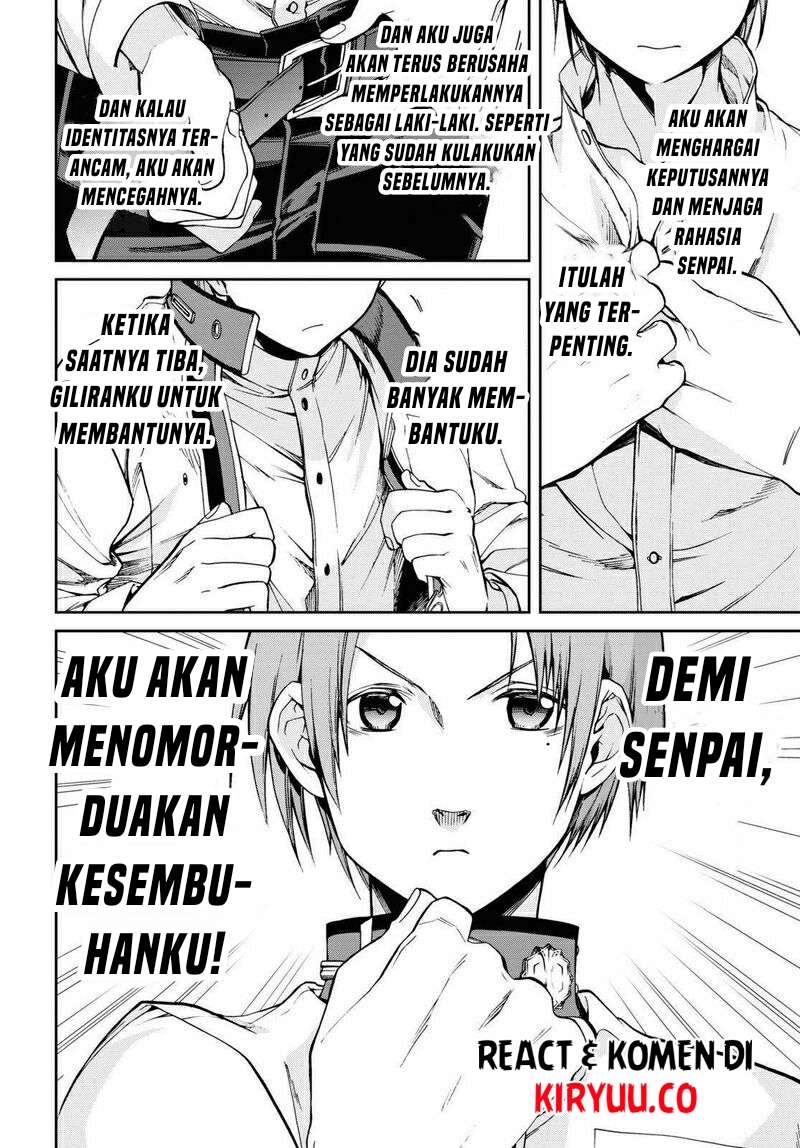 AKU AKAN
MENGHARGAI
KEPUTUSANNYA
DAN MENJAGA
RAHASIA
SENPAI.
ITULAH
YANG TER-
PENTING.
DAN AKU JUGA
AKAN TERUS BERUSAHA
MEMPERLAKUKANNYA
SEBAGAI LAKI-LAKI. SEPERTI
YANG SUDAH KULAKUKAN
SEBELUMNYA.
DAN KALAU
IDENTITASNYA TER-
ANCAM, AKU AKAN
MENCEGAHNYA.
DIA SUDAH
BANYAK MEM-
BANTUKU.
KETIKA
SAATNYA TIBA,
GILIRANKU UNTUK
MEMBANTUNYA.
DEMI
SENPAI,
AKU AKAN
MENOMOR-
DUAKAN
KESEMBU-
HANKU!
REACT & KOMEN DI
KIRYUU.CO